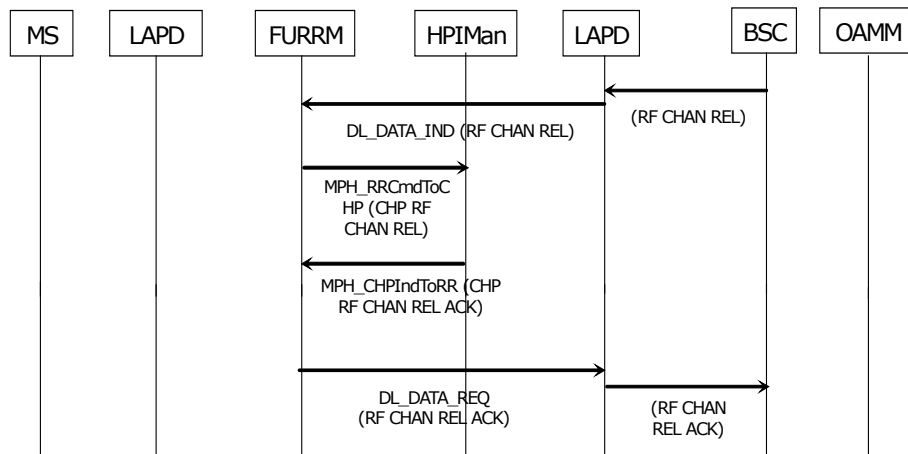 MS
LAPD
FURRM
HPIMan
LAPD
BSC
OAMM
(RF CHAN REL)
DL_DATA_IND (RF CHAN REL)
MPH_RRCmdToC
HP (CHP RF
CHAN REL)
MPH_CHPIndToRR (CHP
RF CHAN REL ACK)
DL_DATA_REQ
(RF CHAN REL ACK)
(RF CHAN
REL ACK)